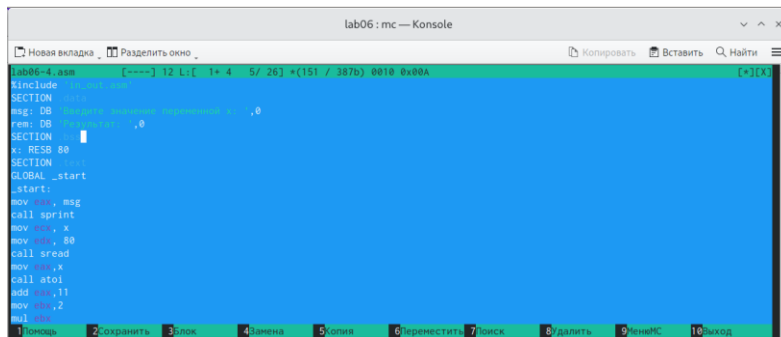 lab06 : mc — Konsole
Новая вкладка Разделить окно Копировать Вставить Найти
lab06-4.asm [----] 12 L:[ 1+ 4 5/ 26] *(151 / 387b) 0010 0x00A [*][X]
%include 'in_out.asm'
SECTION .data
msg: DB 'Введите значение переменной x: ',0
rem: DB 'Результат: ',0
SECTION .bss
x: RESB 80
SECTION .text
GLOBAL _start
_start:
mov eax, msg
call sprint
mov ecx, x
mov edx, 80
call sread
mov eax,x
call atoi
add eax,11
mov ebx,2
mul ebx
1Помощь 2Сохранить 3Блок 4Замена 5Копия 6Переместить 7Поиск 8Удалить 9МенюMC 10Выход